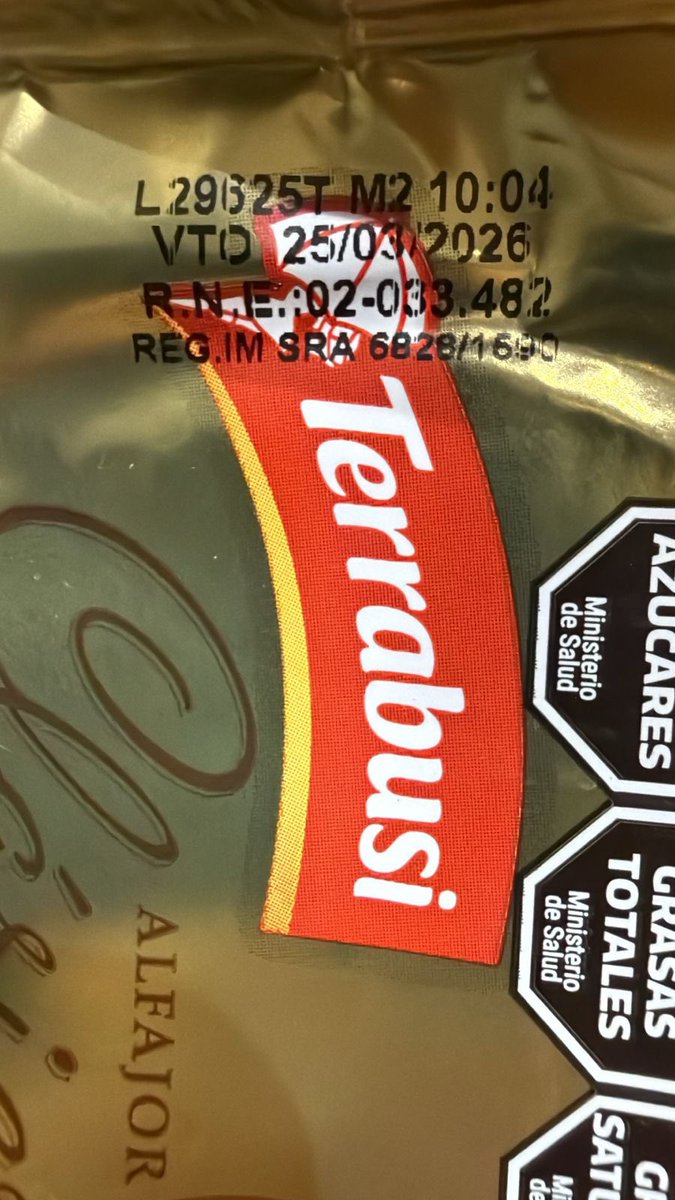 L29625T M2 10:04
VTO 25/03/2026
R.N.E.:02-033.482
REG.IM SRA 6828/1690
Terrabusi
ALFAJOR
AZÚCARES
Ministerio
de Salud
GRASAS
TOTALES
Ministerio
de Salud